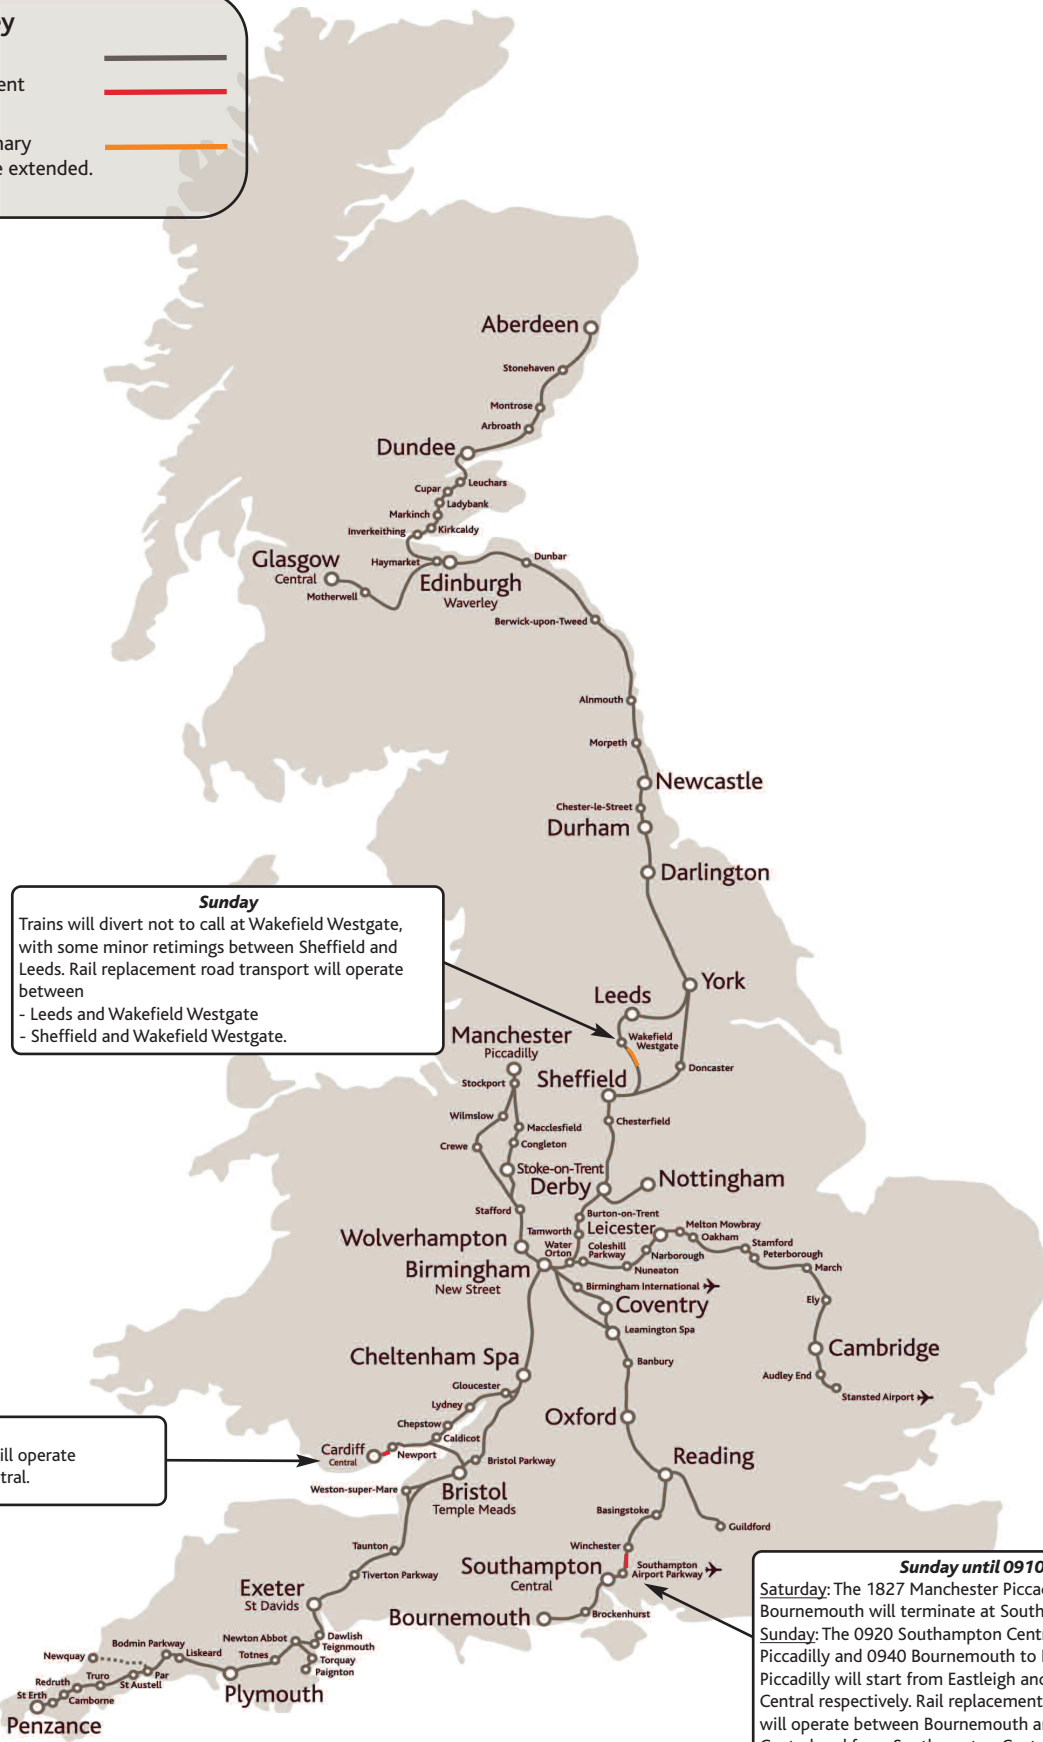 ey
ent
nary
e extended.
Aberdeen
Stonehaven
Montrose
Arbroath
Dundee
Leuchars
Cupar
Ladybank
Markinch
Kirkcaldy
Inverkeithing
Haymarket
Glasgow
Central
Motherwell
Edinburgh
Waverley
Dunbar
Berwick-upon-Tweed
Alnmouth
Morpeth
Newcastle
Chester-le-Street
Durham
Darlington
Sunday
Trains will divert not to call at Wakefield Westgate,
with some minor retimings between Sheffield and
Leeds. Rail replacement road transport will operate
between
- Leeds and Wakefield Westgate
- Sheffield and Wakefield Westgate.
York
Leeds
Wakefield
Westgate
Doncaster
Manchester
Piccadilly
Stockport
Sheffield
Wilmslow
Macclesfield
Chesterfield
Crewe
Congleton
Stoke-on-Trent
Derby
Nottingham
Stafford
Burton-on-Trent
Tamworth
Leicester
Melton Mowbray
Oakham
Stamford
Peterborough
March
Wolverhampton
Water
Orton
Coleshill
Parkway
Narborough
Nuneaton
Birmingham
New Street
Birmingham International
Ely
Coventry
Leamington Spa
Cambridge
Cheltenham Spa
Banbury
Audley End
Stansted Airport
Gloucester
Lydney
Chepstow
Caldicot
Oxford
ill operate
tral.
Cardiff
Central
Newport
Bristol Parkway
Reading
Weston-super-Mare
Bristol
Temple Meads
Basingstoke
Guildford
Taunton
Winchester
Tiverton Parkway
Southampton
Central
Southampton
Airport Parkway
Exeter
St Davids
Bournemouth
Brockenhurst
Sunday until 0910
Saturday: The 1827 Manchester Picca
Bournemouth will terminate at South
Sunday: The 0920 Southampton Centr
Piccadilly and 0940 Bournemouth to
Piccadilly will start from Eastleigh and
Central respectively. Rail replacement
will operate between Bournemouth a
Newton Abbot
Dawlish
Teignmouth
Torquay
Paignton
Totnes
Bodmin Parkway
Liskeard
Newquay
Par
St Austell
Truro
Redruth
Camborne
St Erth
Plymouth
Penzance